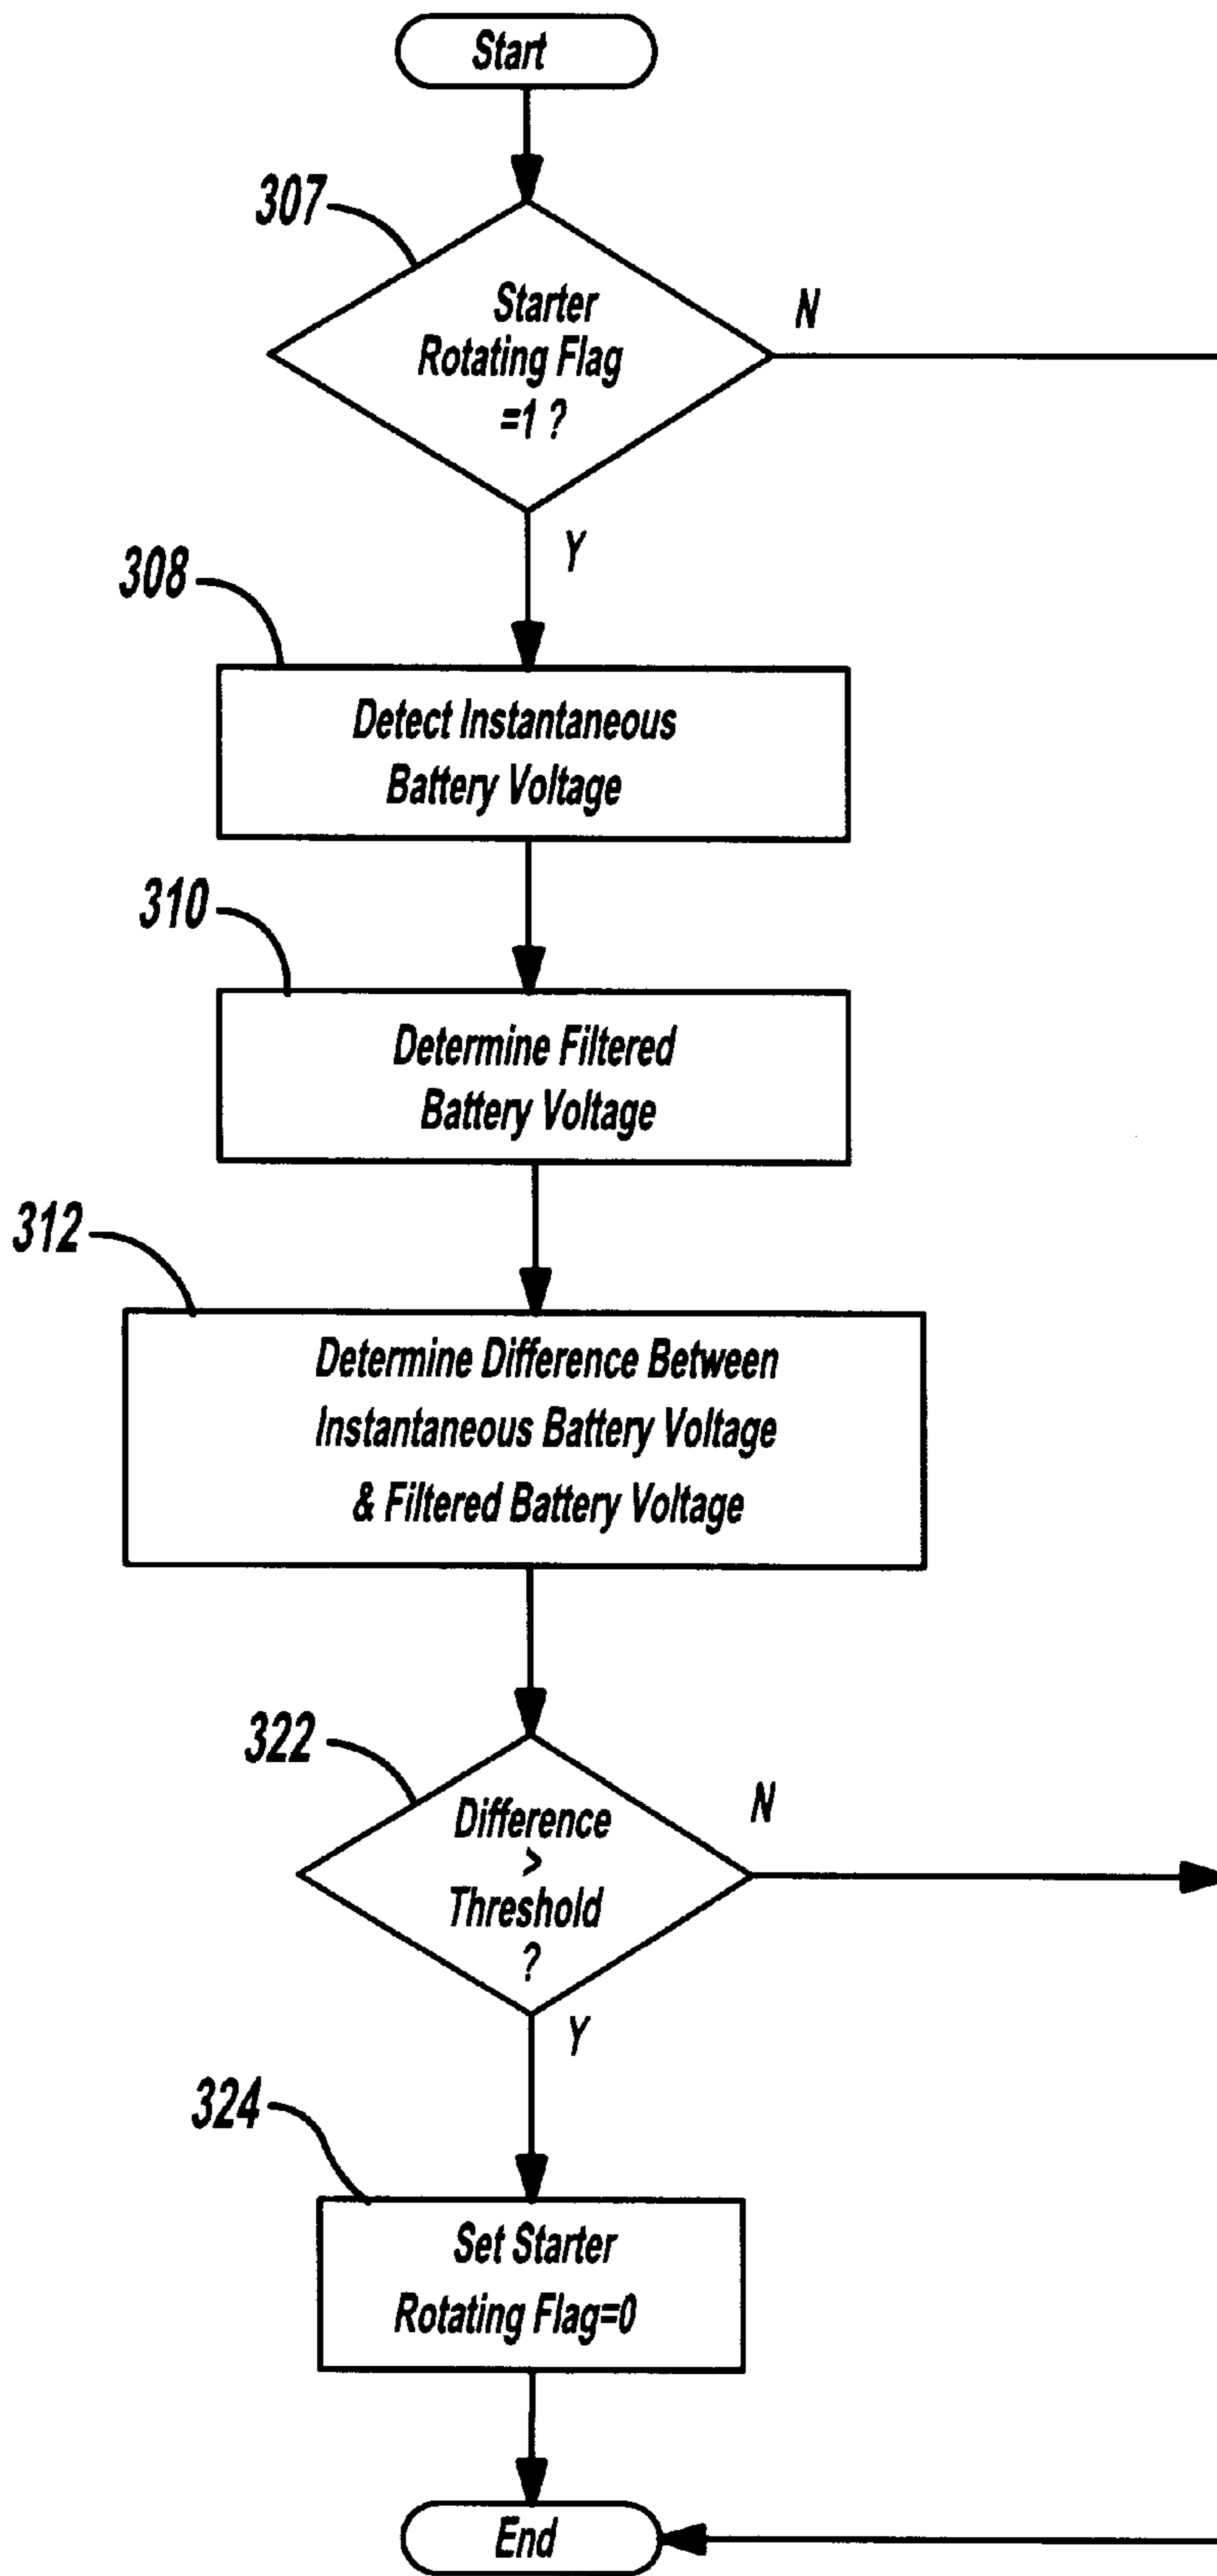 Start
307
Starter
Rotating Flag
=1 ?
N
Y
308
Detect Instantaneous
Battery Voltage
310
Determine Filtered
Battery Voltage
312
Determine Difference Between
Instantaneous Battery Voltage
& Filtered Battery Voltage
322
Difference
>
Threshold
?
N
Y
324
Set Starter
Rotating Flag=0
End